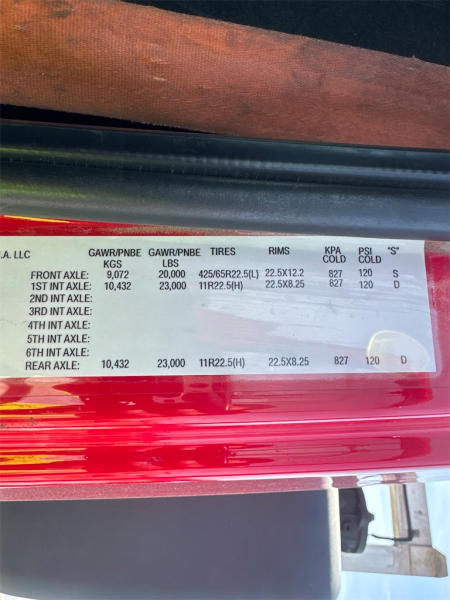 .A. LLC GAWR/PNBE GAWR/PNBE TIRES RIMS KPA PSI "S"
KGS LBS COLD COLD
FRONT AXLE: 9,072 20,000 425/65R22.5(L) 22.5X12.2 827 120 S
1ST INT AXLE: 10,432 23,000 11R22.5(H) 22.5X8.25 827 120 D
2ND INT AXLE:
3RD INT AXLE:
4TH INT AXLE:
5TH INT AXLE:
6TH INT AXLE:
REAR AXLE: 10,432 23,000 11R22.5(H) 22.5X8.25 827 120 D